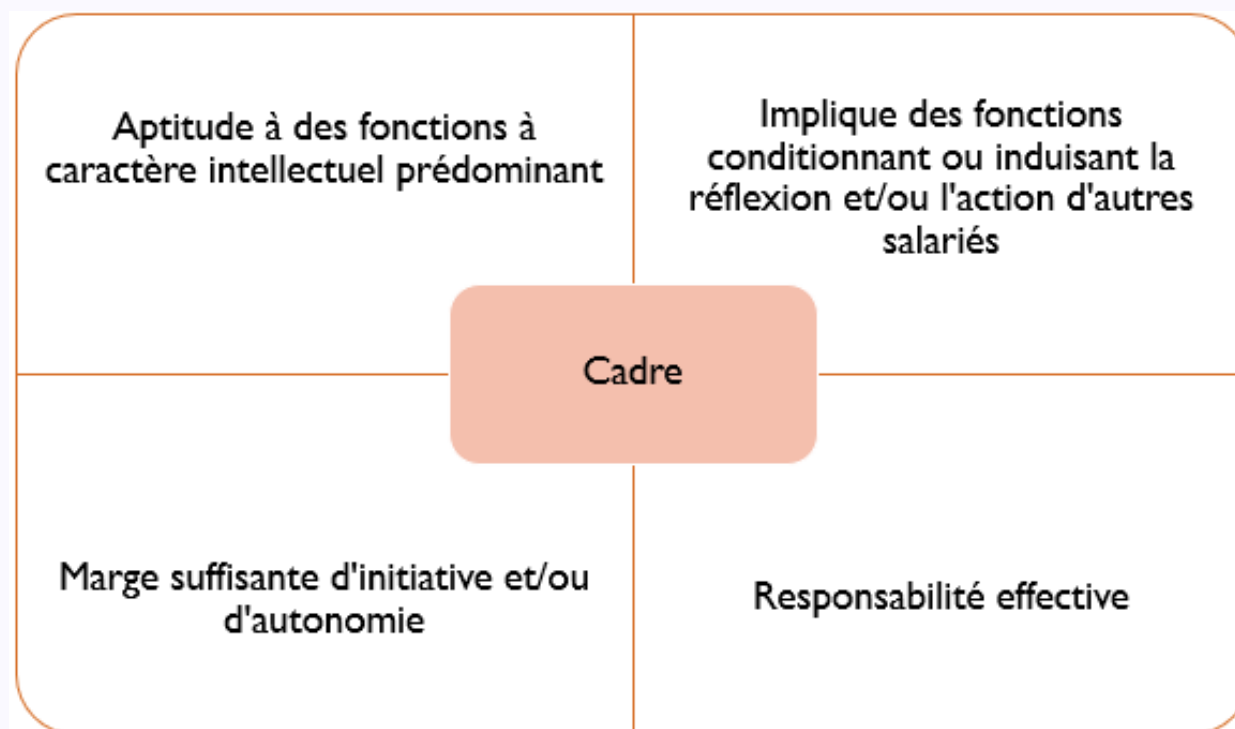 Aptitude à des fonctions à
caractère intellectuel prédominant
Implique des fonctions
conditionnant ou induisant la
réflexion et/ou l'action d'autres
salariés
Cadre
Marge suffisante d'initiative et/ou
d'autonomie
Responsabilité effective